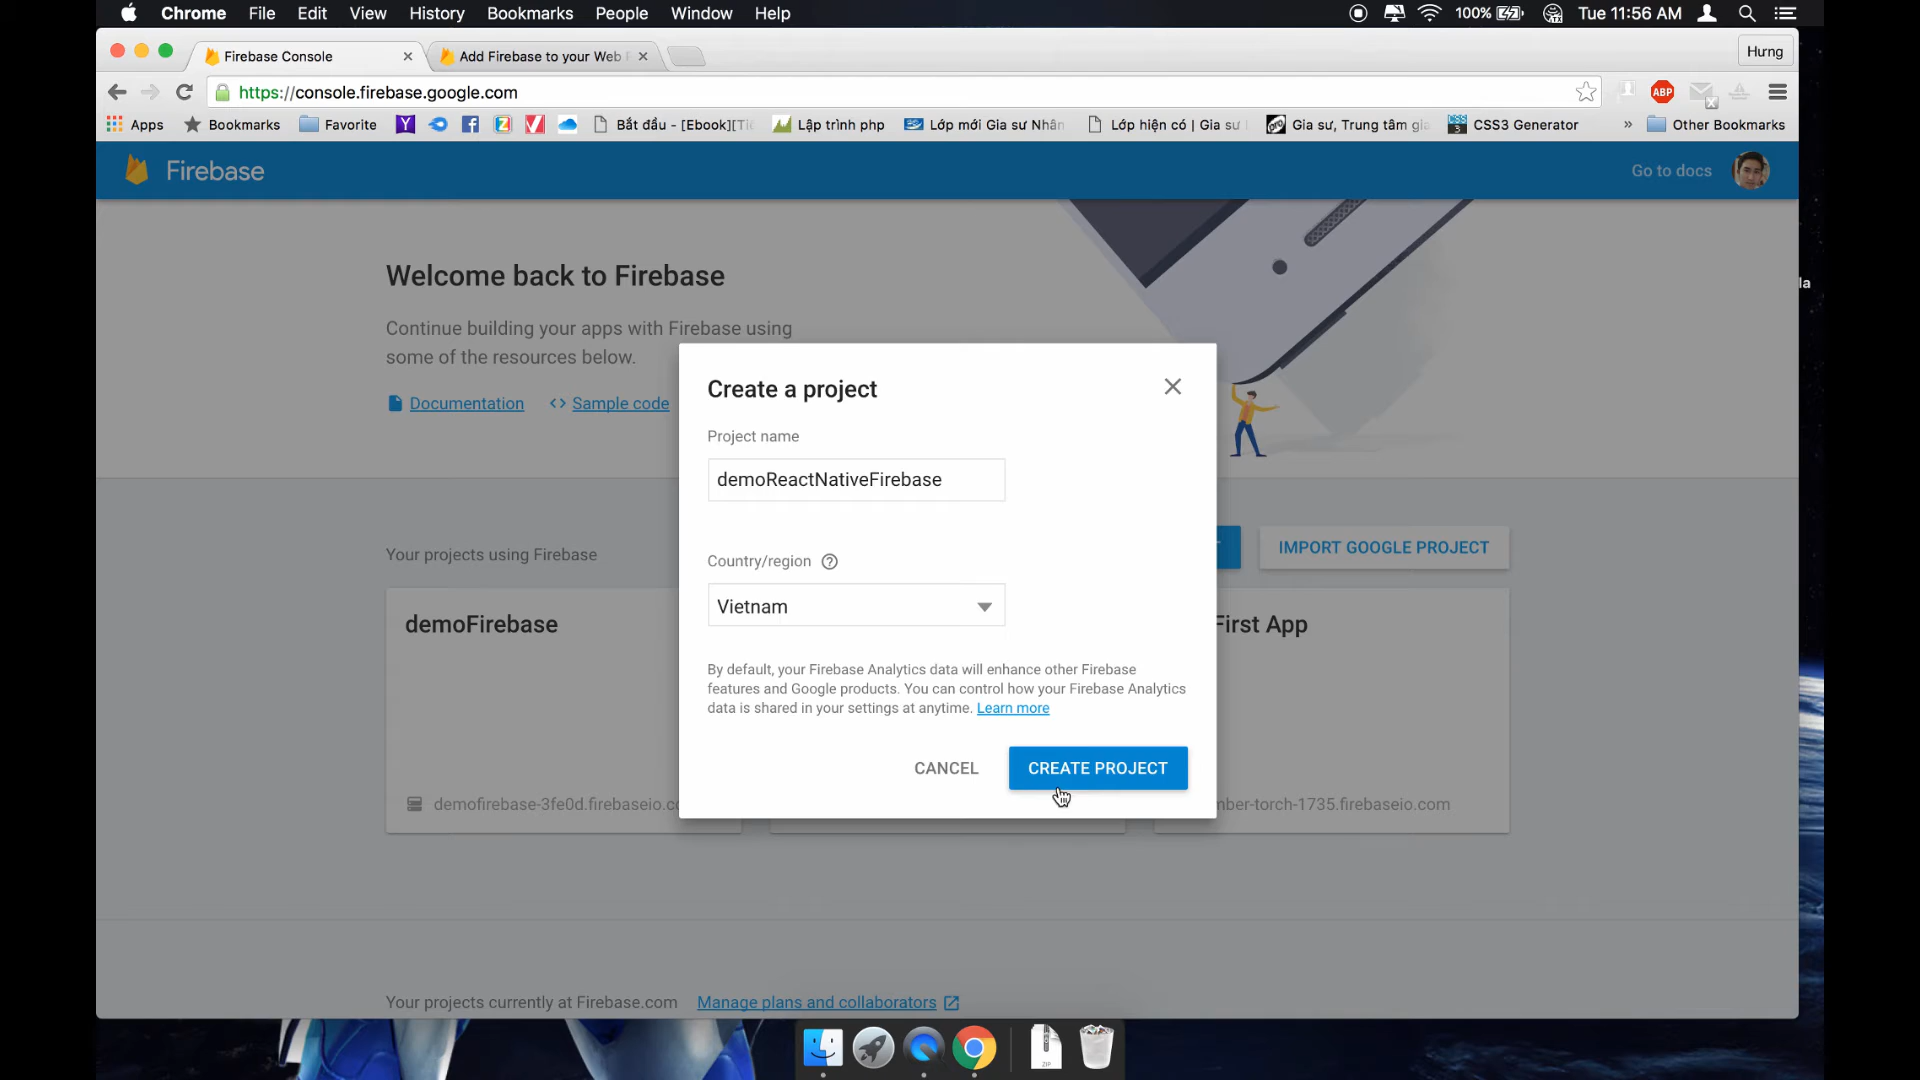 Chrome File Edit View History Bookmarks People Window Help 100% Tue 11:56 AM
Firebase Console Add Firebase to your Web Hưng
https://console.firebase.google.com ABP
Apps Bookmarks Favorite Bắt đầu - [Ebook][Tiế Lập trình php Lớp mới Gia sư Nhân Lớp hiện có | Gia sư Gia sư, Trung tâm gia CSS3 Generator » Other Bookmarks
Firebase Go to docs
Welcome back to Firebase
Continue building your apps with Firebase using
some of the resources below.
Documentation Sample code
Create a project
Project name
demoReactNativeFirebase
Country/region
Vietnam
By default, your Firebase Analytics data will enhance other Firebase
features and Google products. You can control how your Firebase Analytics
data is shared in your settings at anytime. Learn more
CANCEL CREATE PROJECT
Your projects using Firebase T IMPORT GOOGLE PROJECT
demoFirebase First App
demofirebase-3fe0d.firebaseio.co mber-torch-1735.firebaseio.com
Your projects currently at Firebase.com Manage plans and collaborators
la
ZIP